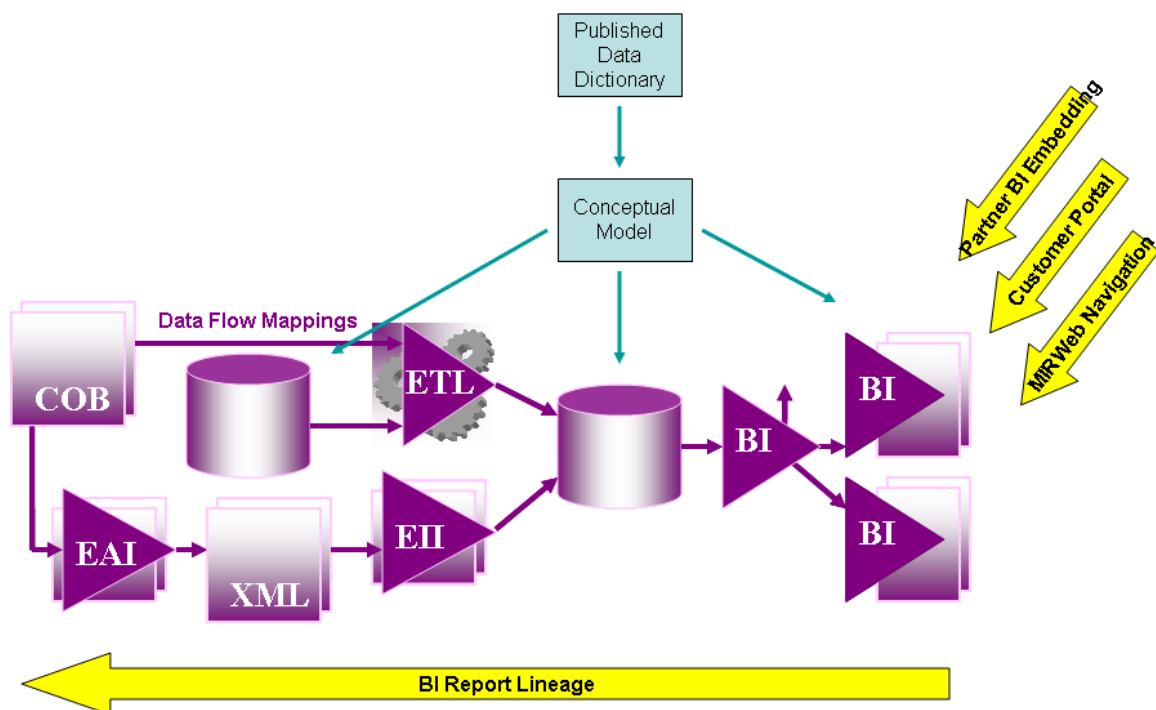 Published
Data
Dictionary
Conceptual
Model
Partner BI Embedding
Customer Portal
MIRWeb Navigation
Data Flow Mappings
COB
ETL
BI
BI
BI
EAI
XML
EII
BI Report Lineage